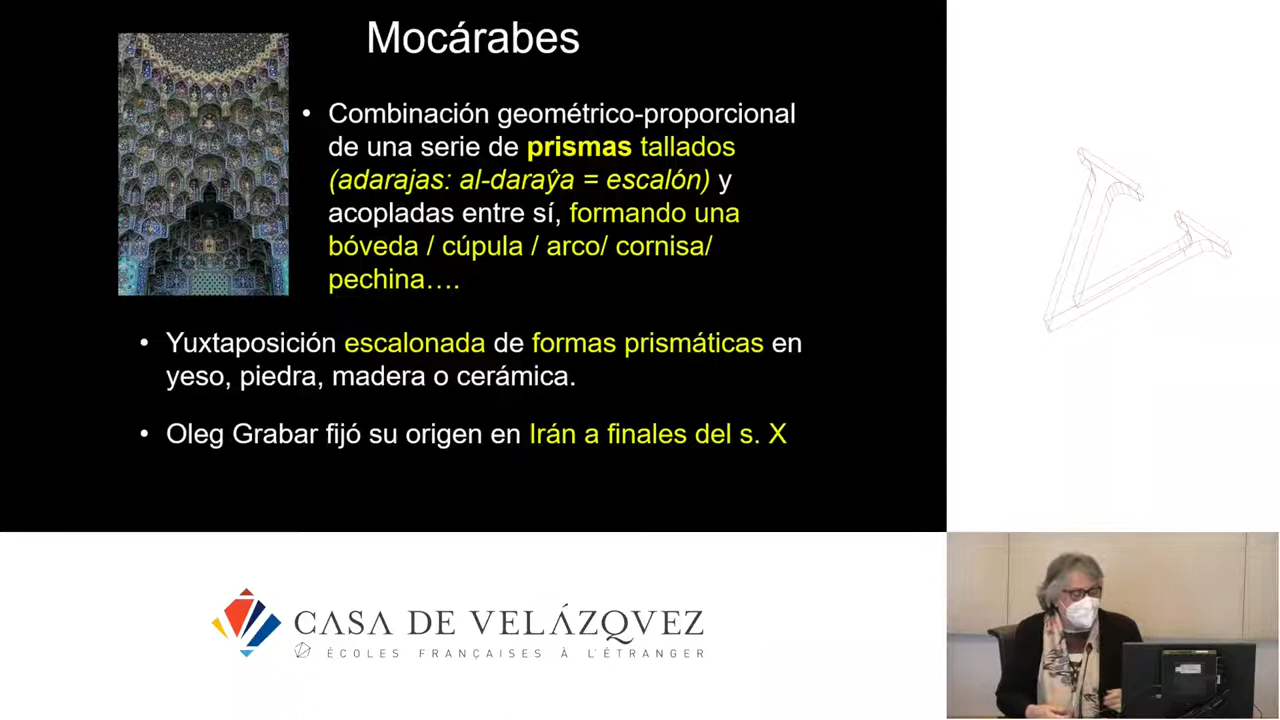 Mocárabes
• Combinación geométrico-proporcional
de una serie de prismas tallados
(adarajas: al-daraŷa = escalón) y
acopladas entre sí, formando una
bóveda / cúpula / arco/ cornisa/
pechina….
• Yuxtaposición escalonada de formas prismáticas en
yeso, piedra, madera o cerámica.
• Oleg Grabar fijó su origen en Irán a finales del s. X
CASA DE VELÁZQVEZ
ÉCOLES FRANÇAISES À L'ÉTRANGER